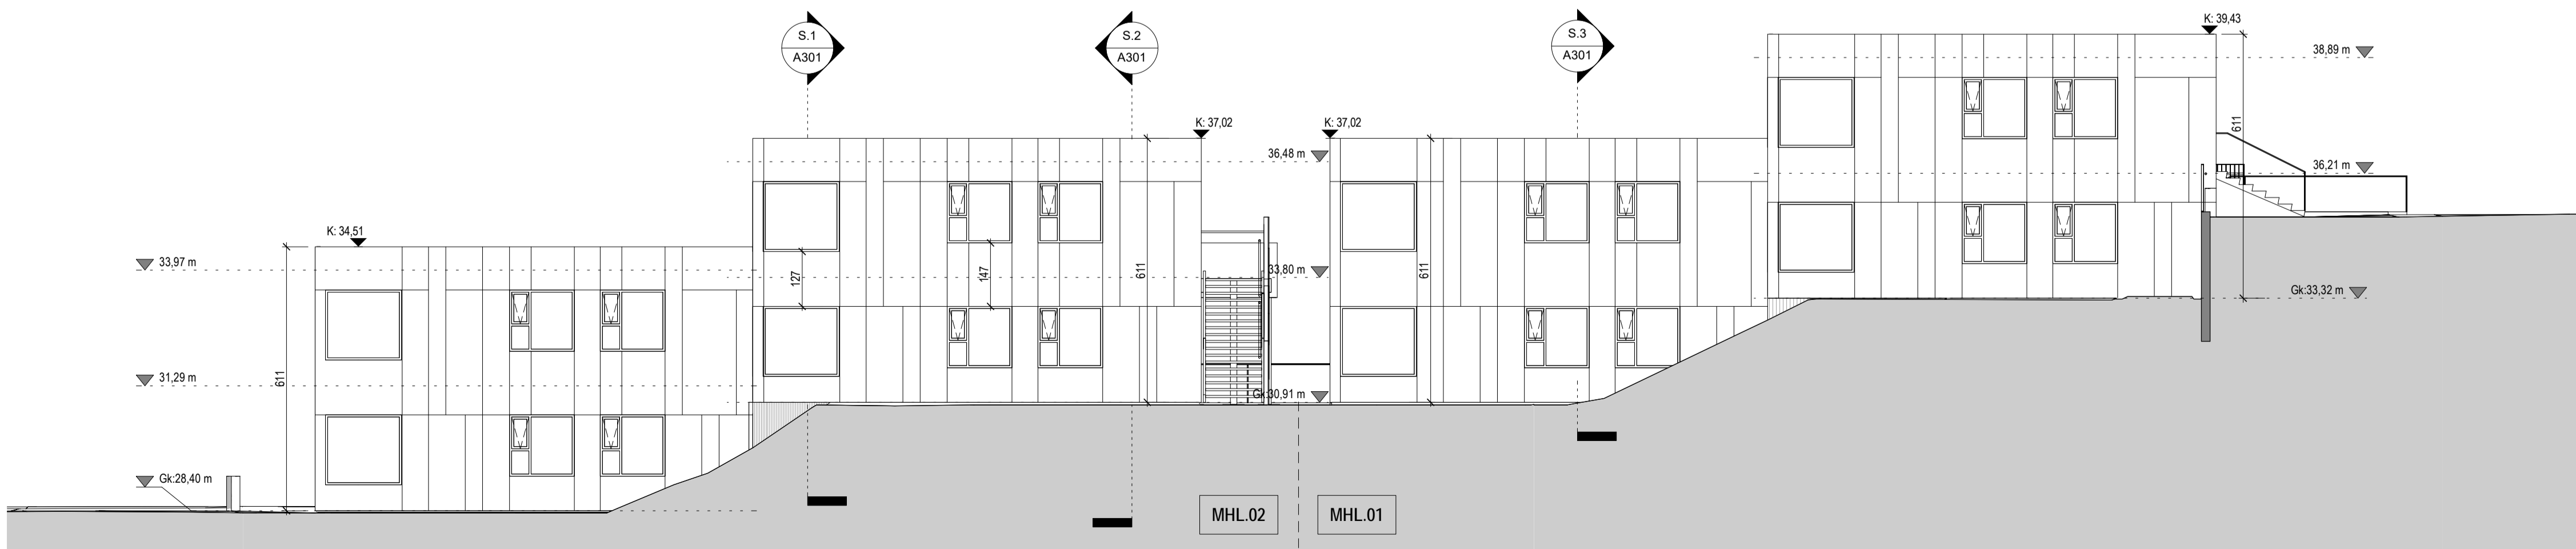 S.1
A301
S.2
A301
S.3
A301
K: 39,43
38,89 m
K: 37,02
K: 37,02
611
36,48 m
36,21 m
K: 34,51
33,97 m
127
147
611
33,80 m
611
Gk:33,32 m
31,29 m
611
Gk:30,91 m
Gk:28,40 m
MHL.02
MHL.01